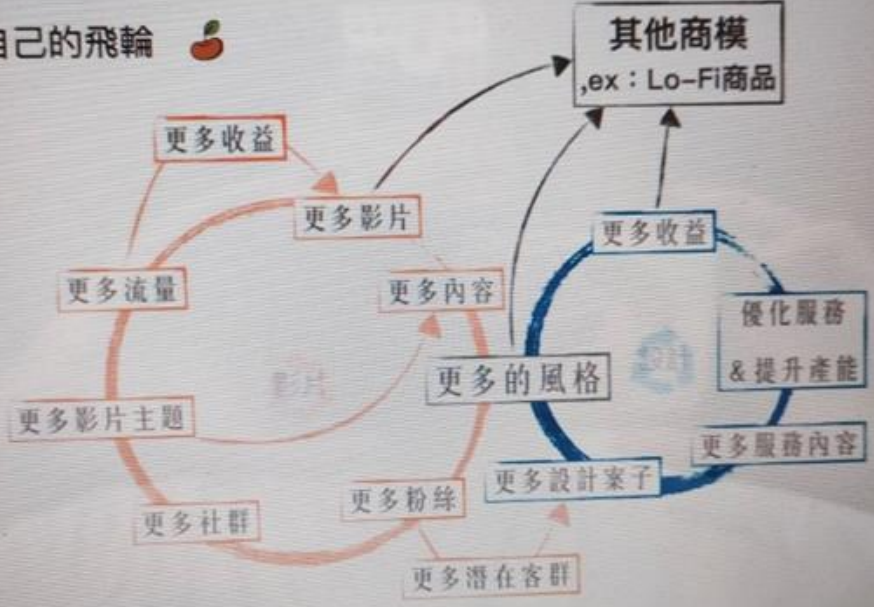 自己的飛輪
其他商模
,ex：Lo-Fi商品
更多收益
更多影片
更多收益
更多流量
更多內容
優化服務
&提升產能
影片
設計
更多的風格
更多影片主題
更多服務內容
更多設計案子
更多粉絲
更多社群
更多潛在客群